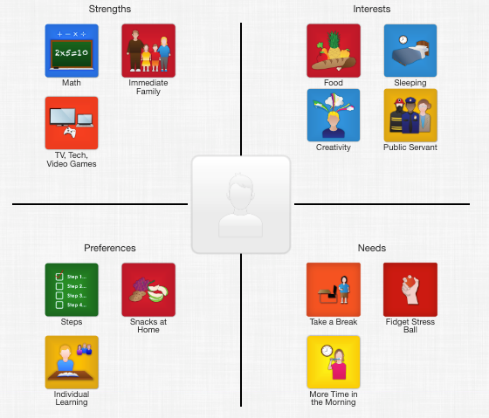 Strengths
Interests
+ − × ÷
2x5=10
Math
Immediate
Family
Food
Sleeping
TV, Tech,
Video Games
Creativity
Public Servant
Preferences
Needs
Step 1...
Step 2...
Step 3...
Step 4...
Steps
Snacks at
Home
Take a Break
Fidget Stress
Ball
Individual
Learning
More Time in
the Morning